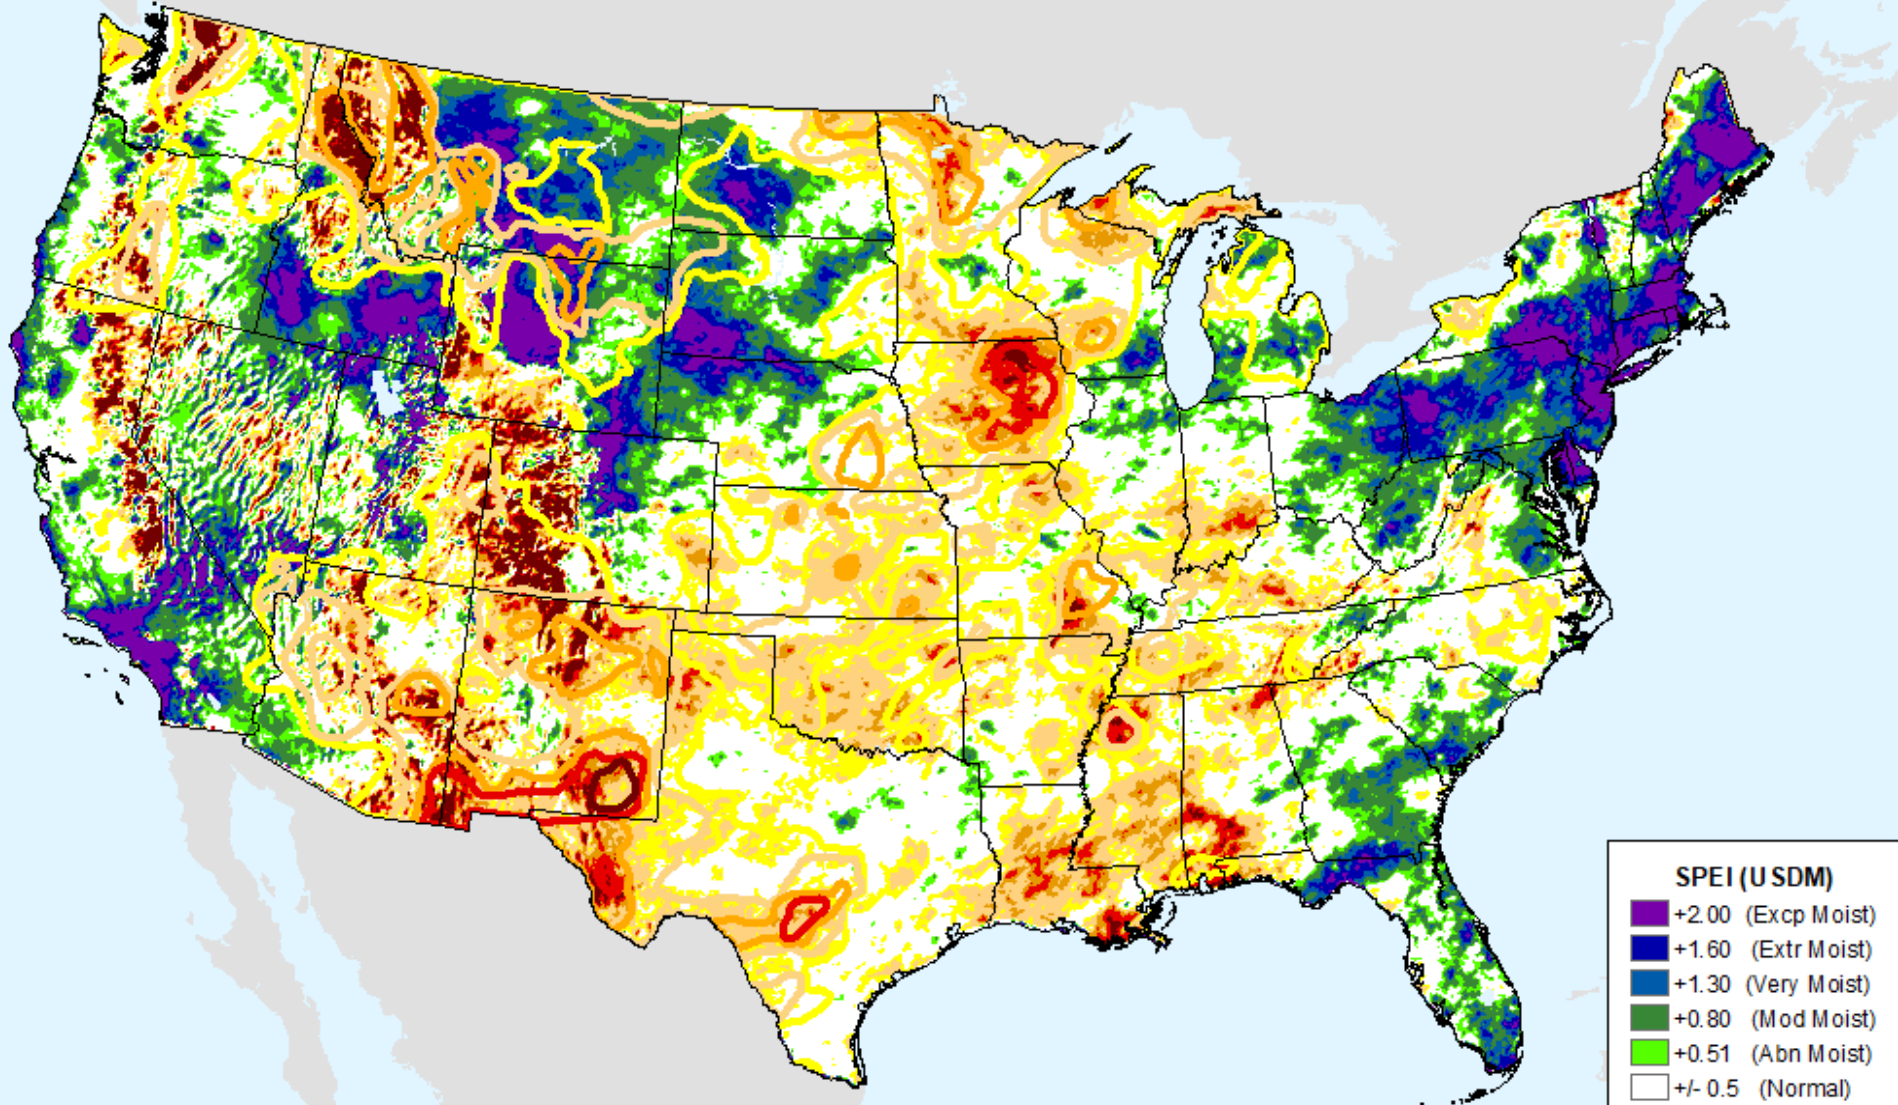 SPEI (USDM)
+2.00 (Excp Moist)
+1.60 (Extr Moist)
+1.30 (Very Moist)
+0.80 (Mod Moist)
+0.51 (Abn Moist)
+/- 0.5 (Normal)